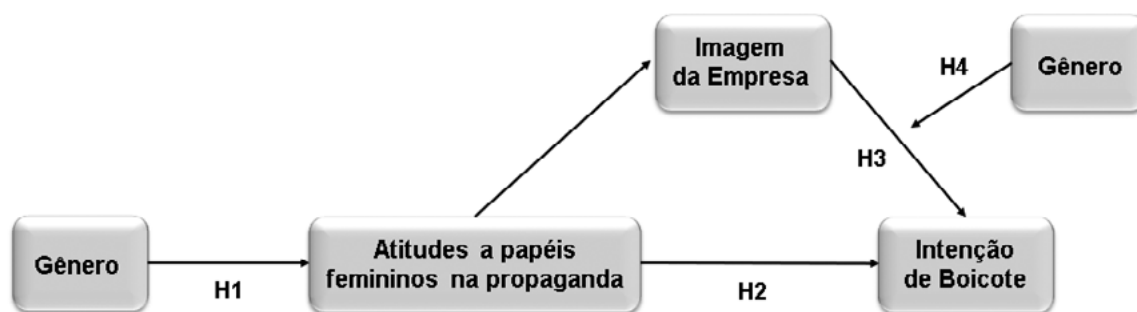 Imagem
da Empresa
H4
Gênero
H3
Gênero
H1
Atitudes a papéis
femininos na propaganda
H2
Intenção
de Boicote